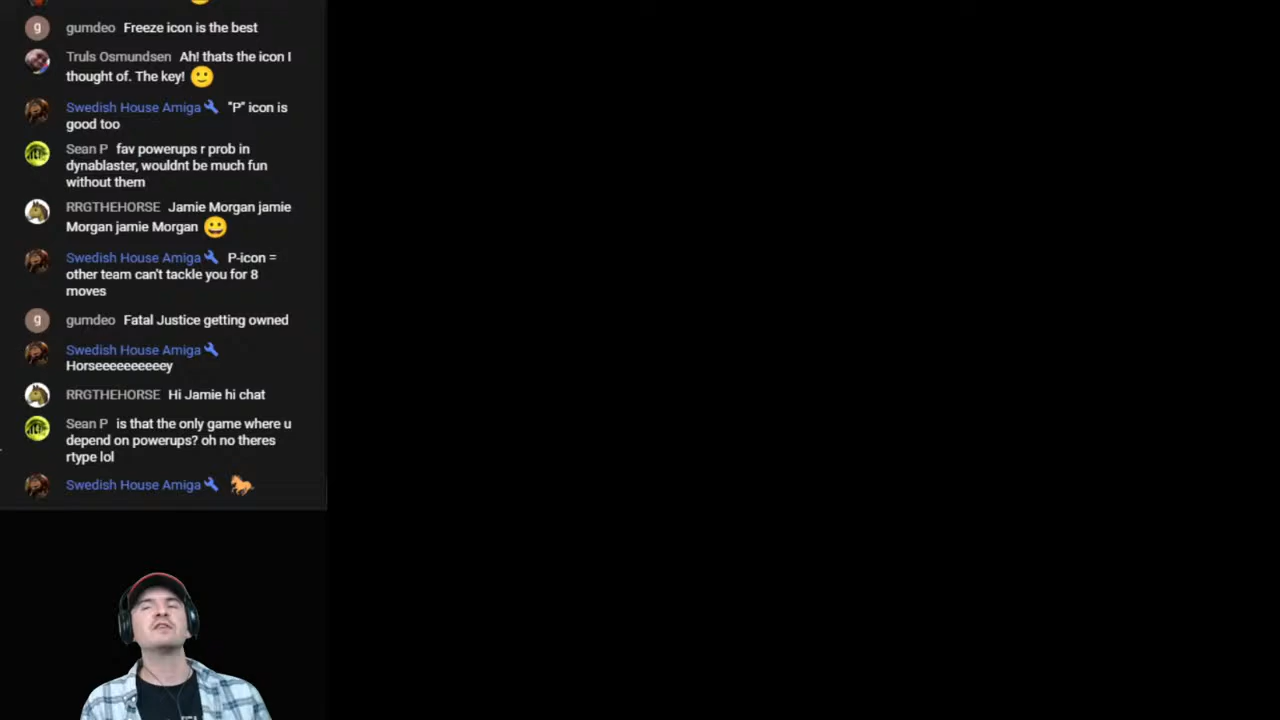 gumdeo Freeze icon is the best
Truls Osmundsen Ah! thats the icon I
thought of. The key! 🙂
Swedish House Amiga "P" icon is
good too
Sean P fav powerups r prob in
dynablaster, wouldnt be much fun
without them
RRGTHEHORSE Jamie Morgan jamie
Morgan jamie Morgan 😀
Swedish House Amiga P-icon =
other team can't tackle you for 8
moves
gumdeo Fatal Justice getting owned
Swedish House Amiga
Horseeeeeeeeeey
RRGTHEHORSE Hi Jamie hi chat
Sean P is that the only game where u
depend on powerups? oh no theres
rtype lol
Swedish House Amiga 🐎